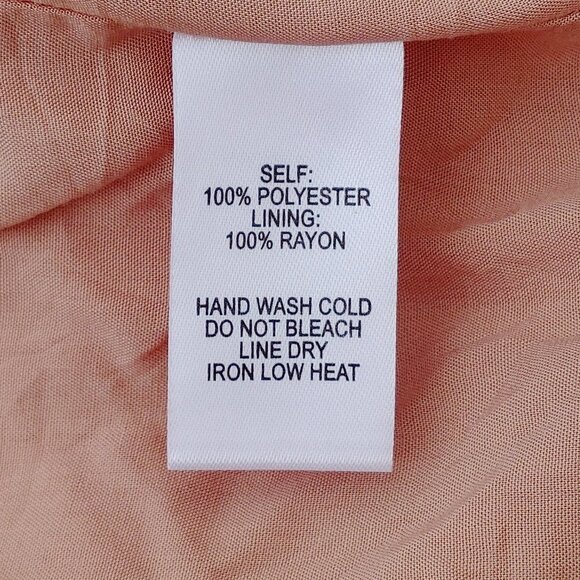 SELF:
100% POLYESTER
LINING:
100% RAYON
HAND WASH COLD
DO NOT BLEACH
LINE DRY
IRON LOW HEAT